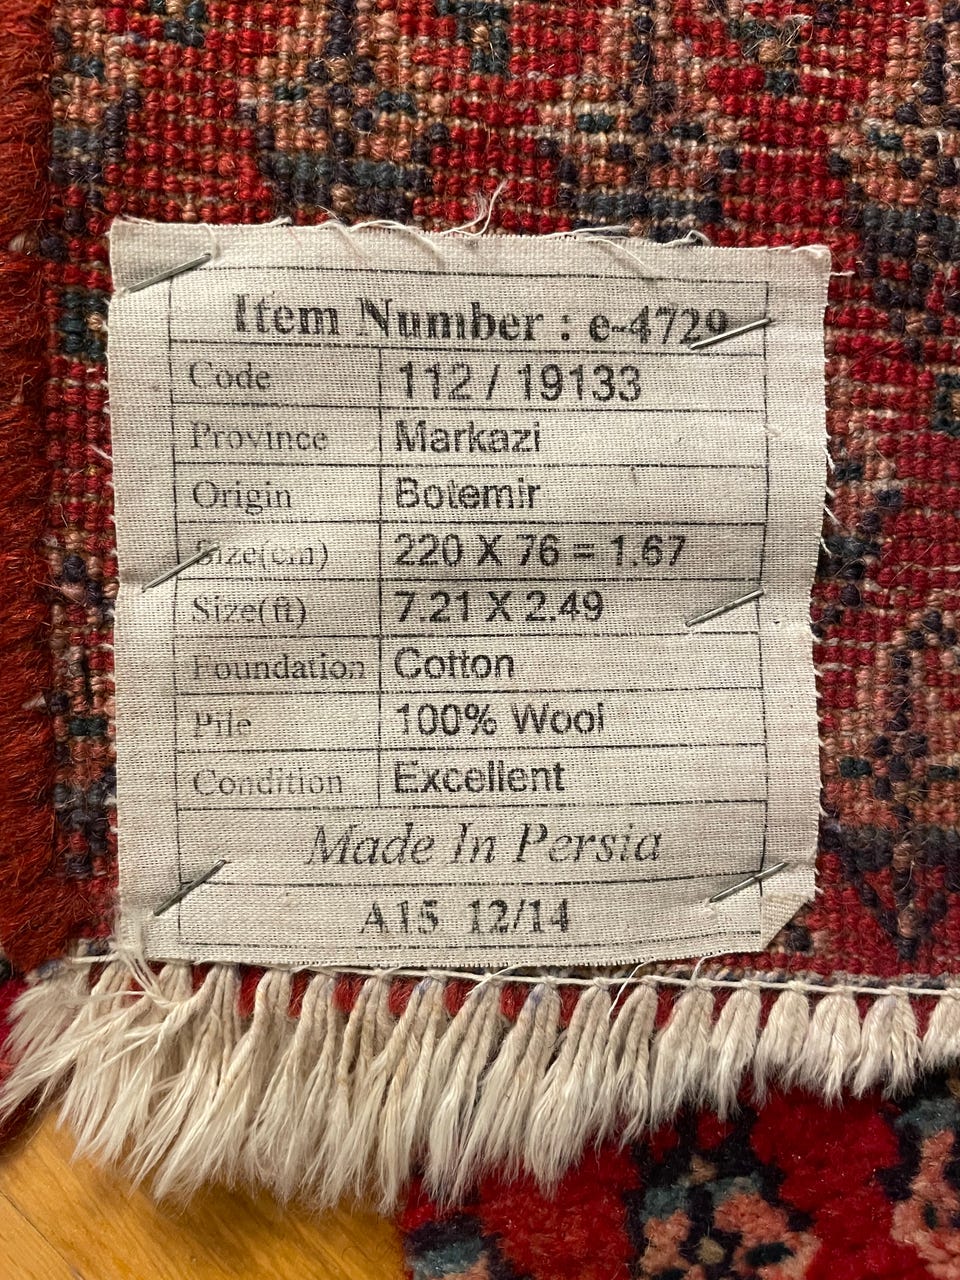 Item Number : e-4729
Code 112 / 19133
Province Markazi
Origin Botemir
Size(cm) 220 X 76 = 1.67
Size(ft) 7.21 X 2.49
Foundation Cotton
Pile 100% Wool
Condition Excellent
Made In Persia
A15 12/14